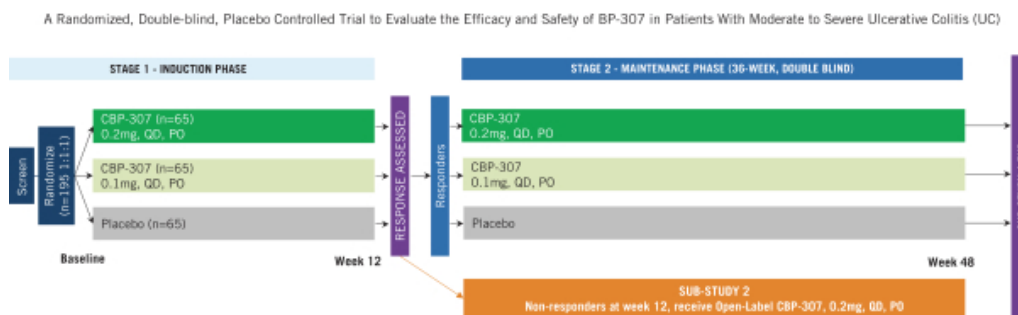 A Randomized, Double-blind, Placebo Controlled Trial to Evaluate the Efficacy and Safety of BP-307 in Patients With Moderate to Severe Ulcerative Colitis (UC)
STAGE 1 - INDUCTION PHASE
STAGE 2 - MAINTENANCE PHASE (36-WEEK, DOUBLE BLIND)
Screen
Randomize
(n=195 1:1:1)
CBP-307 (n=65)
0.2mg, QD, PO
CBP-307 (n=65)
0.1mg, QD, PO
Placebo (n=65)
RESPONSE ASSESSED
Responders
CBP-307
0.2mg, QD, PO
CBP-307
0.1mg, QD, PO
Placebo
Baseline
Week 12
Week 48
SUB-STUDY 2
Non-responders at week 12, receive Open-Label CBP-307, 0.2mg, QD, PO